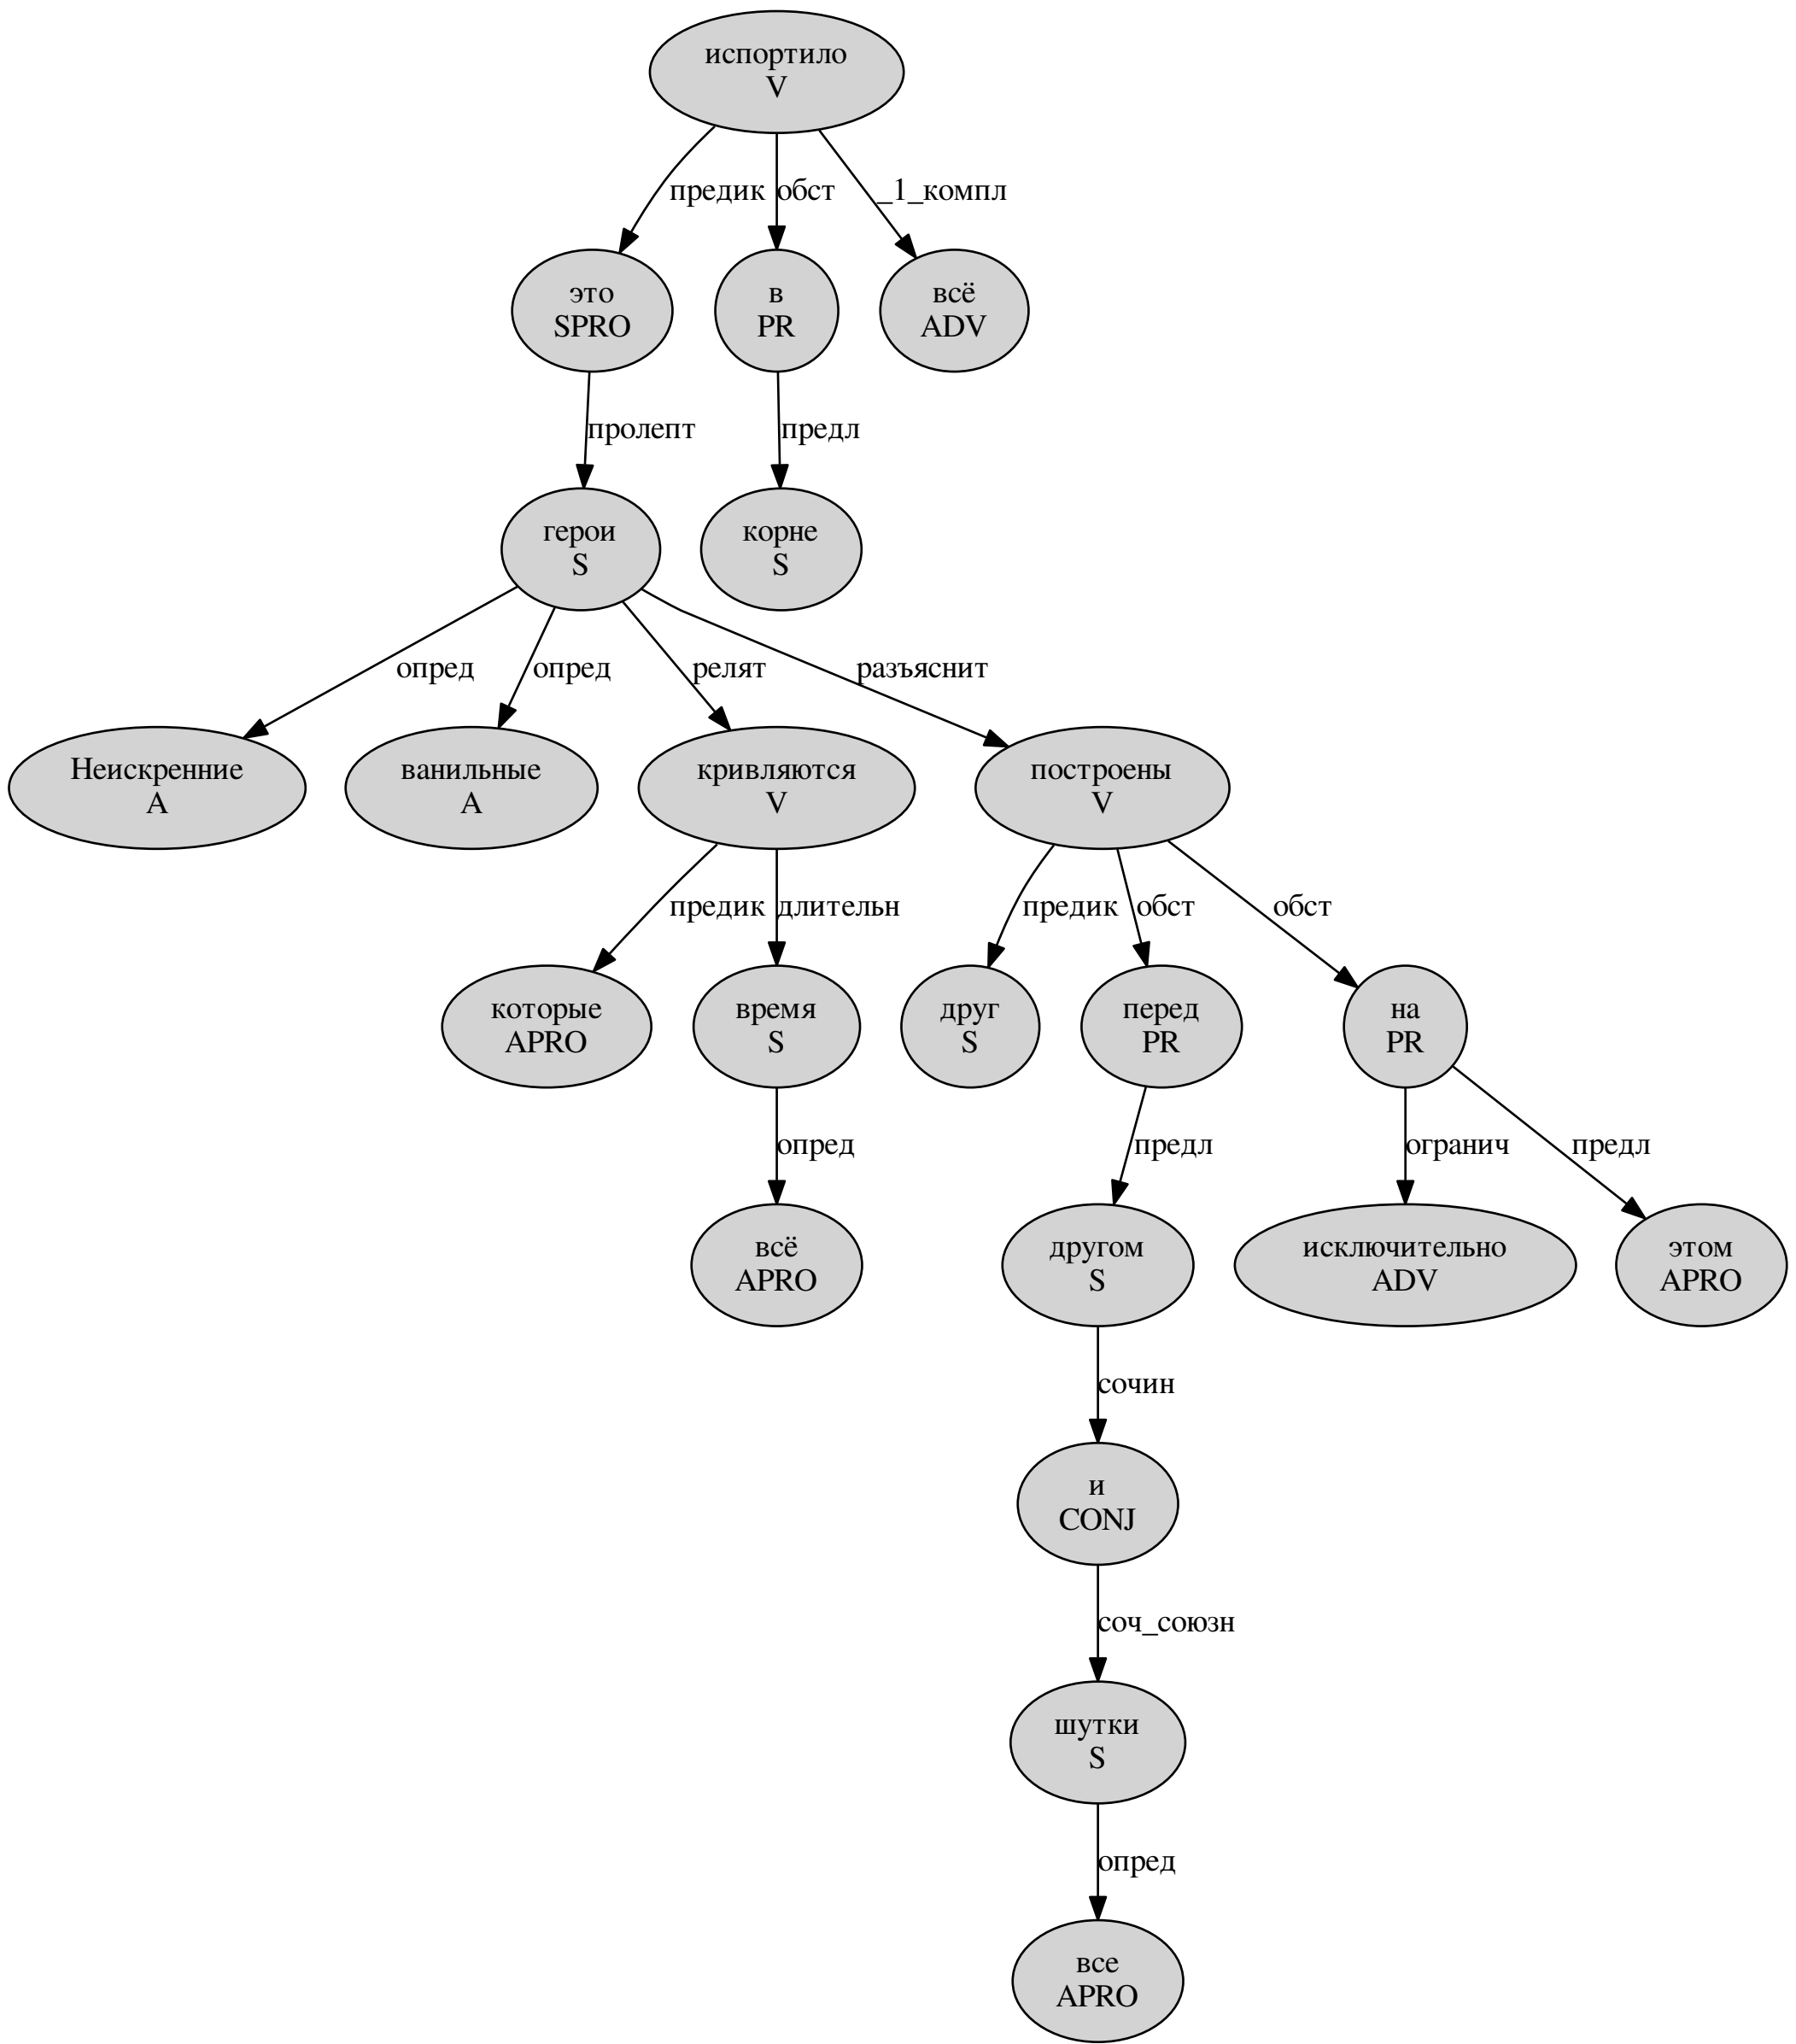 испортило
V
предик
обст
_1_компл
это
SPRO
в
PR
всё
ADV
пролепт
предл
герои
S
корне
S
опред
опред
релят
разъяснит
Неискренние
A
ванильные
A
кривляются
V
построены
V
предик
длительн
предик
обст
обст
которые
APRO
время
S
друг
S
перед
PR
на
PR
опред
предл
огранич
предл
всё
APRO
другом
S
исключительно
ADV
этом
APRO
сочин
и
CONJ
соч_союзн
шутки
S
опред
все
APRO